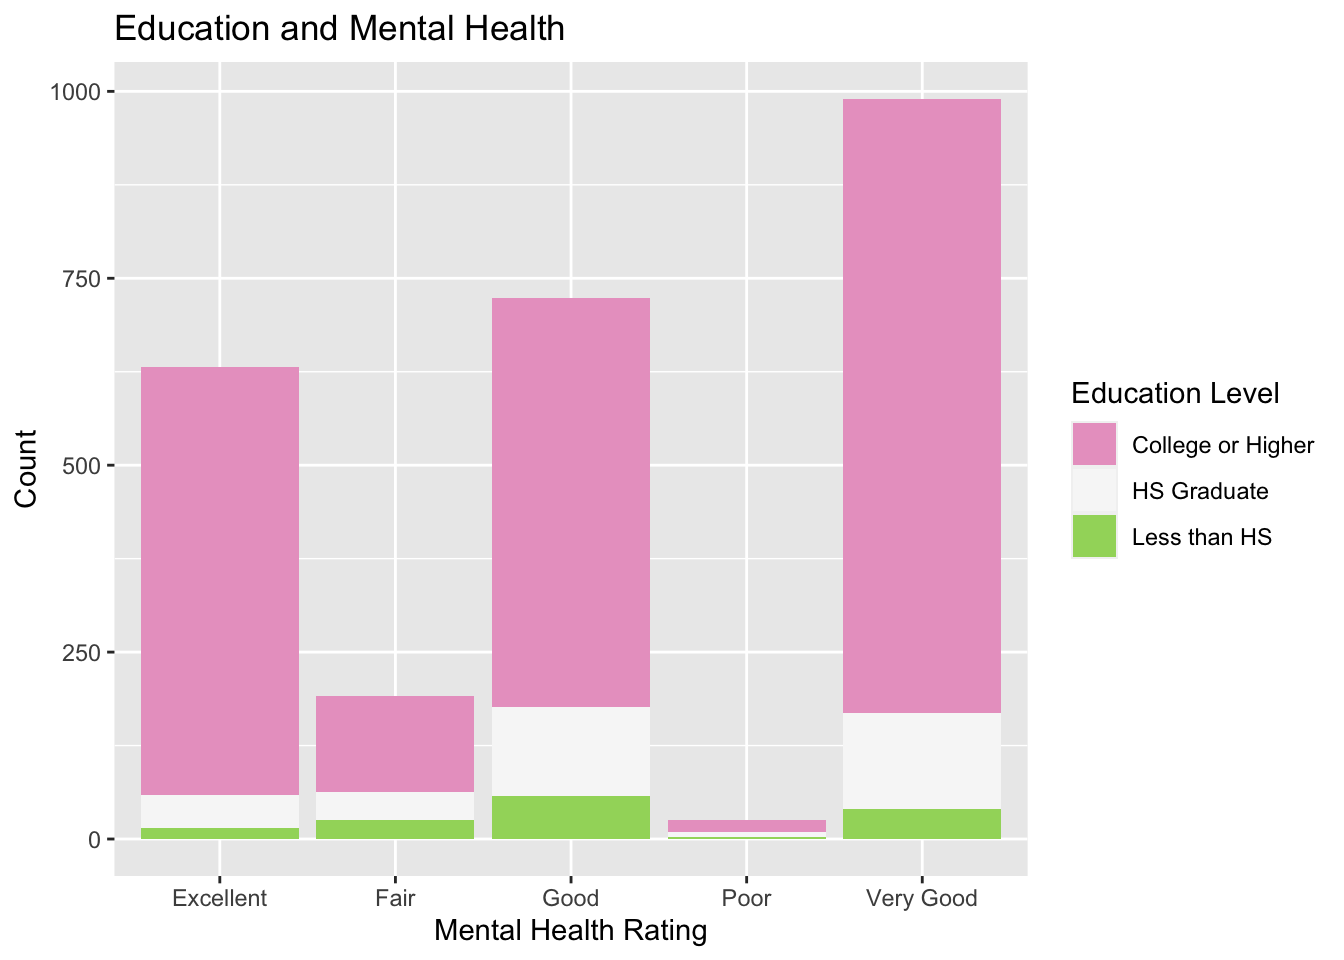 Education and Mental Health
1000
750
500
250
0
Count
Excellent
Fair
Good
Poor
Very Good
Mental Health Rating
Education Level
College or Higher
HS Graduate
Less than HS